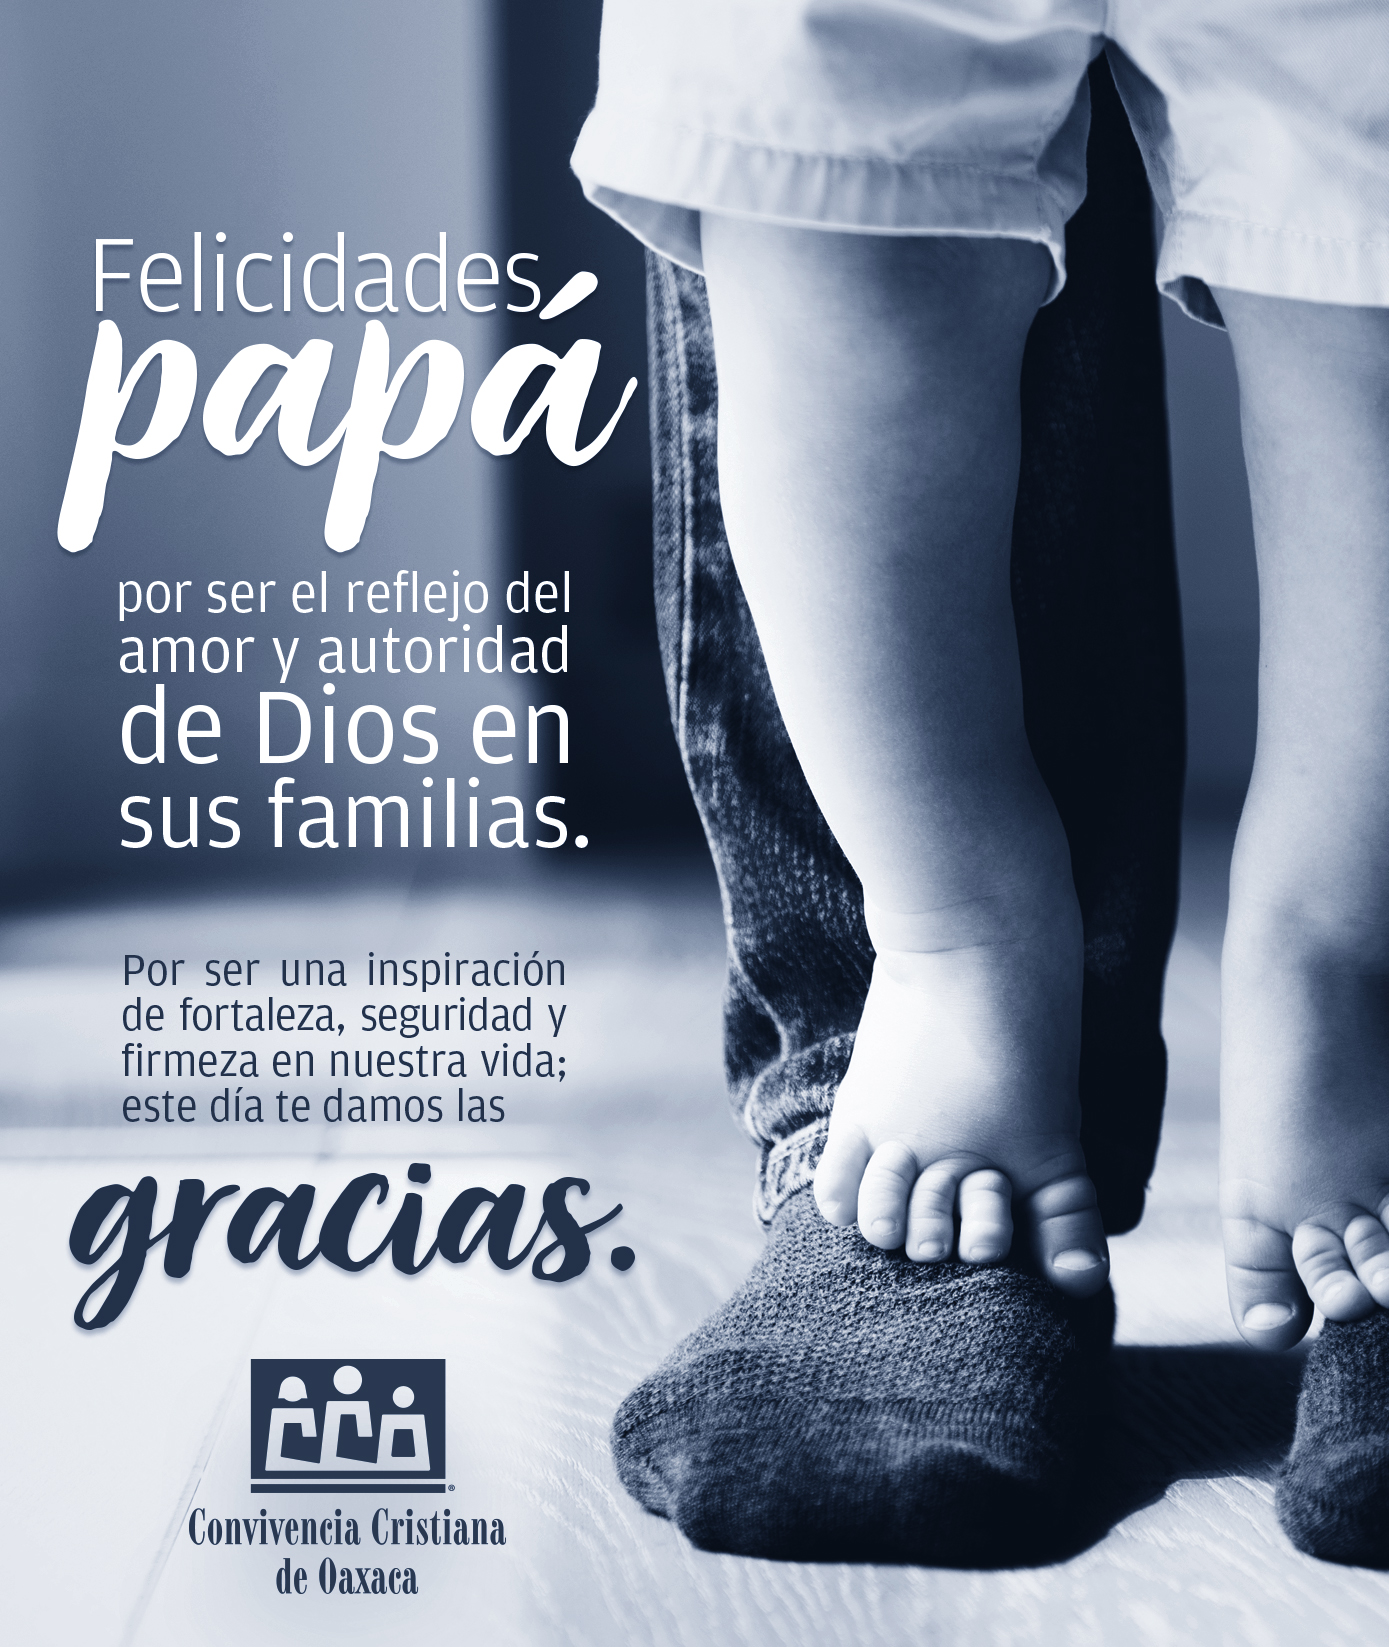 Felicidades
papá
por ser el reflejo del
amor y autoridad
de Dios en
sus familias.
Por ser una inspiración
de fortaleza, seguridad y
firmeza en nuestra vida;
este día te damos las
gracias.
®
Convivencia Cristiana
de Oaxaca